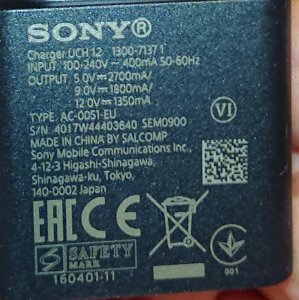 SONY®
Charger UCH 12 1300-7137 1
INPUT: 100-240V ~ 400mA 50-60Hz
OUTPUT: 5.0V⎓2700mA/
9.0V⎓1800mA/
12.0V⎓1350mA
TYPE: AC-0051-EU
S/N: 4017W44403640 SEM0900
MADE IN CHINA BY SALCOMP
Sony Mobile Communications Inc.,
4-12-3 Higashi-Shinagawa,
Shinagawa-ku, Tokyo,
140-0002 Japan
VI
EAC CE
S SAFETY
MARK
160401-11
001